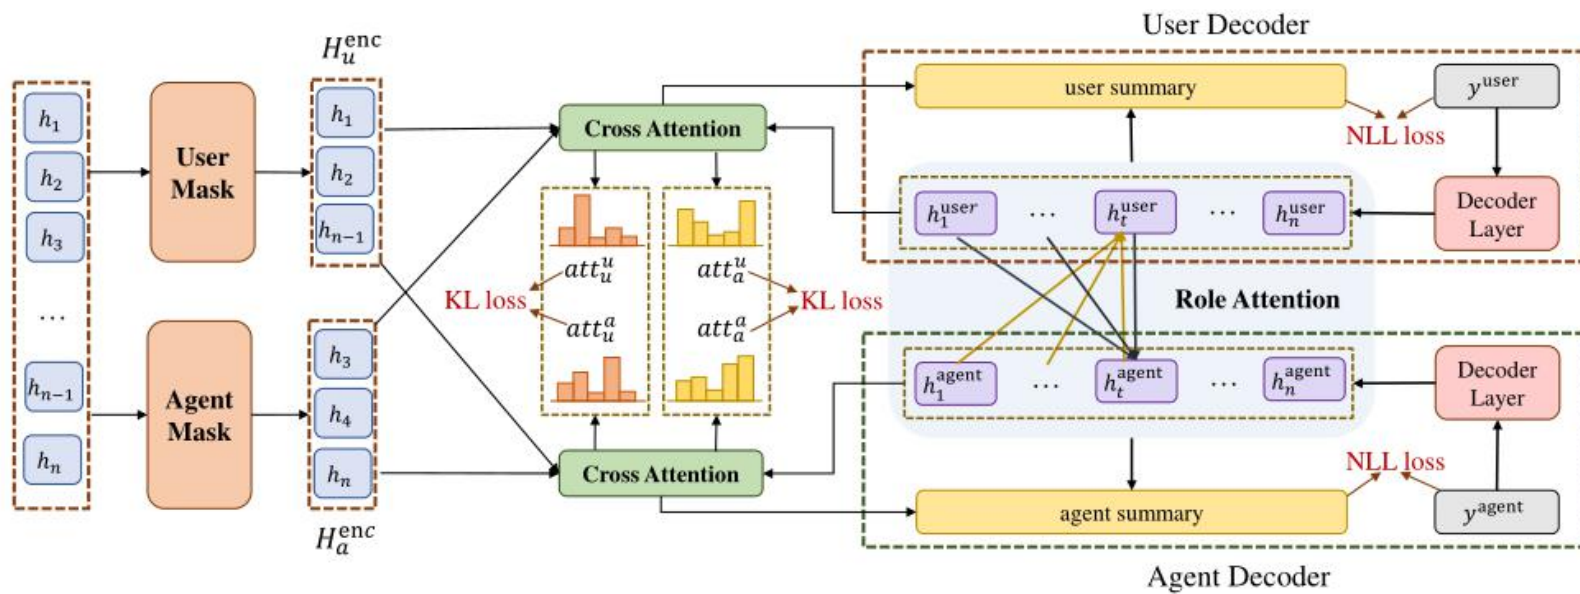 User Decoder
H_u^enc
h_1
h_2
h_3
...
h_{n-1}
h_n
User
Mask
Agent
Mask
h_1
h_2
h_{n-1}
h_3
h_4
h_n
H_a^enc
Cross Attention
att_u^u
att_a^u
KL loss
KL loss
att_u^a
att_a^a
Cross Attention
user summary
y^user
NLL loss
h_1^user ... h_t^user ... h_n^user
Decoder
Layer
Role Attention
h_1^agent ... h_t^agent ... h_n^agent
Decoder
Layer
NLL loss
agent summary
y^agent
Agent Decoder